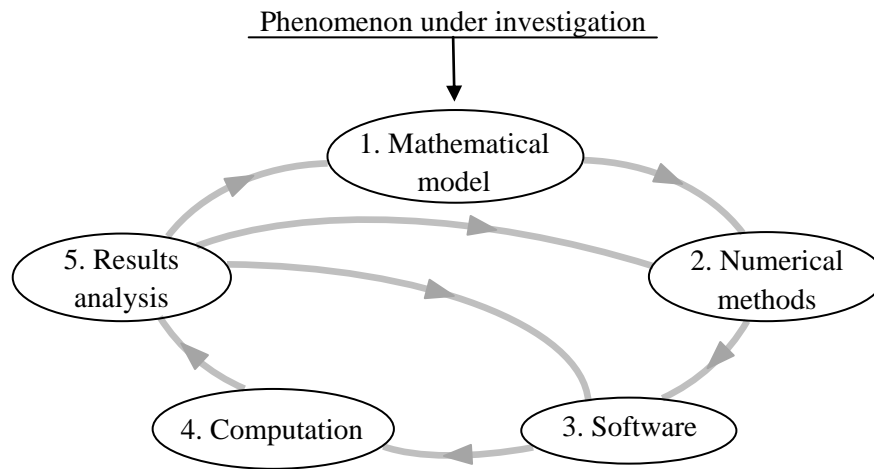 Phenomenon under investigation
1. Mathematical
model
5. Results
analysis
2. Numerical
methods
4. Computation
3. Software